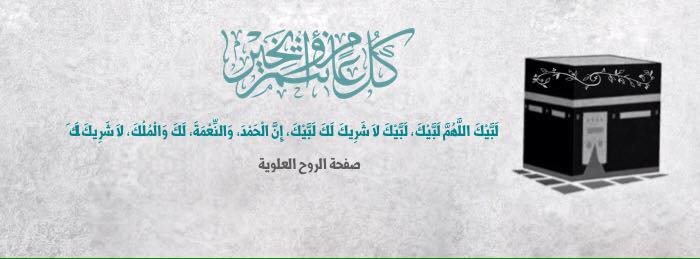 كل عام وأنتم بخير
لَبَّيْكَ اللَّهُمَّ لَبَّيْكَ، لَبَّيْكَ لاَ شَرِيكَ لَكَ لَبَّيْكَ، إِنَّ الْحَمْدَ، وَالنِّعْمَةَ، لَكَ وَالْمُلْكَ، لاَ شَرِيكَ لَكَ
صفحة الروح العلوية